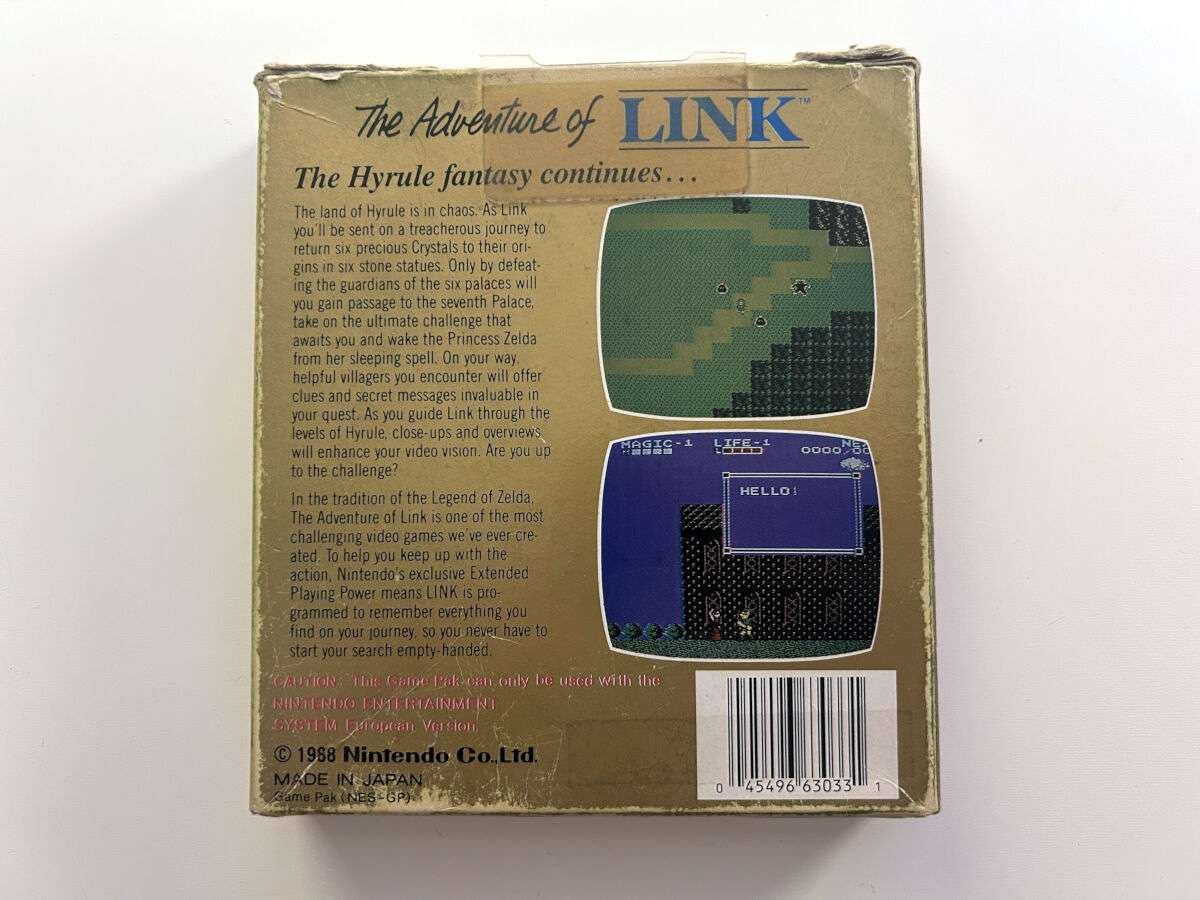 The Adventure of LINK™
The Hyrule fantasy continues...
The land of Hyrule is in chaos. As Link
you'll be sent on a treacherous journey to
return six precious Crystals to their ori-
gins in six stone statues. Only by defeat-
ing the guardians of the six palaces will
you gain passage to the seventh Palace,
take on the ultimate challenge that
awaits you and wake the Princess Zelda
from her sleeping spell. On your way,
helpful villagers you encounter will offer
clues and secret messages invaluable in
your quest. As you guide Link through the
levels of Hyrule, close-ups and overviews
will enhance your video vision. Are you up
to the challenge?
In the tradition of the Legend of Zelda,
The Adventure of Link is one of the most
challenging video games we've ever cre-
ated. To help you keep up with the
action, Nintendo's exclusive Extended
Playing Power means LINK is pro-
grammed to remember everything you
find on your journey, so you never have to
start your search empty-handed.
MAGIC-1 LIFE-1 NE
0000/00
HELLO!
CAUTION: This Game Pak can only be used with the
NINTENDO ENTERTAINMENT
SYSTEM European Version.
© 1988 Nintendo Co.,Ltd.
MADE IN JAPAN
Game Pak (NES-GP)
0 45496 63033 1